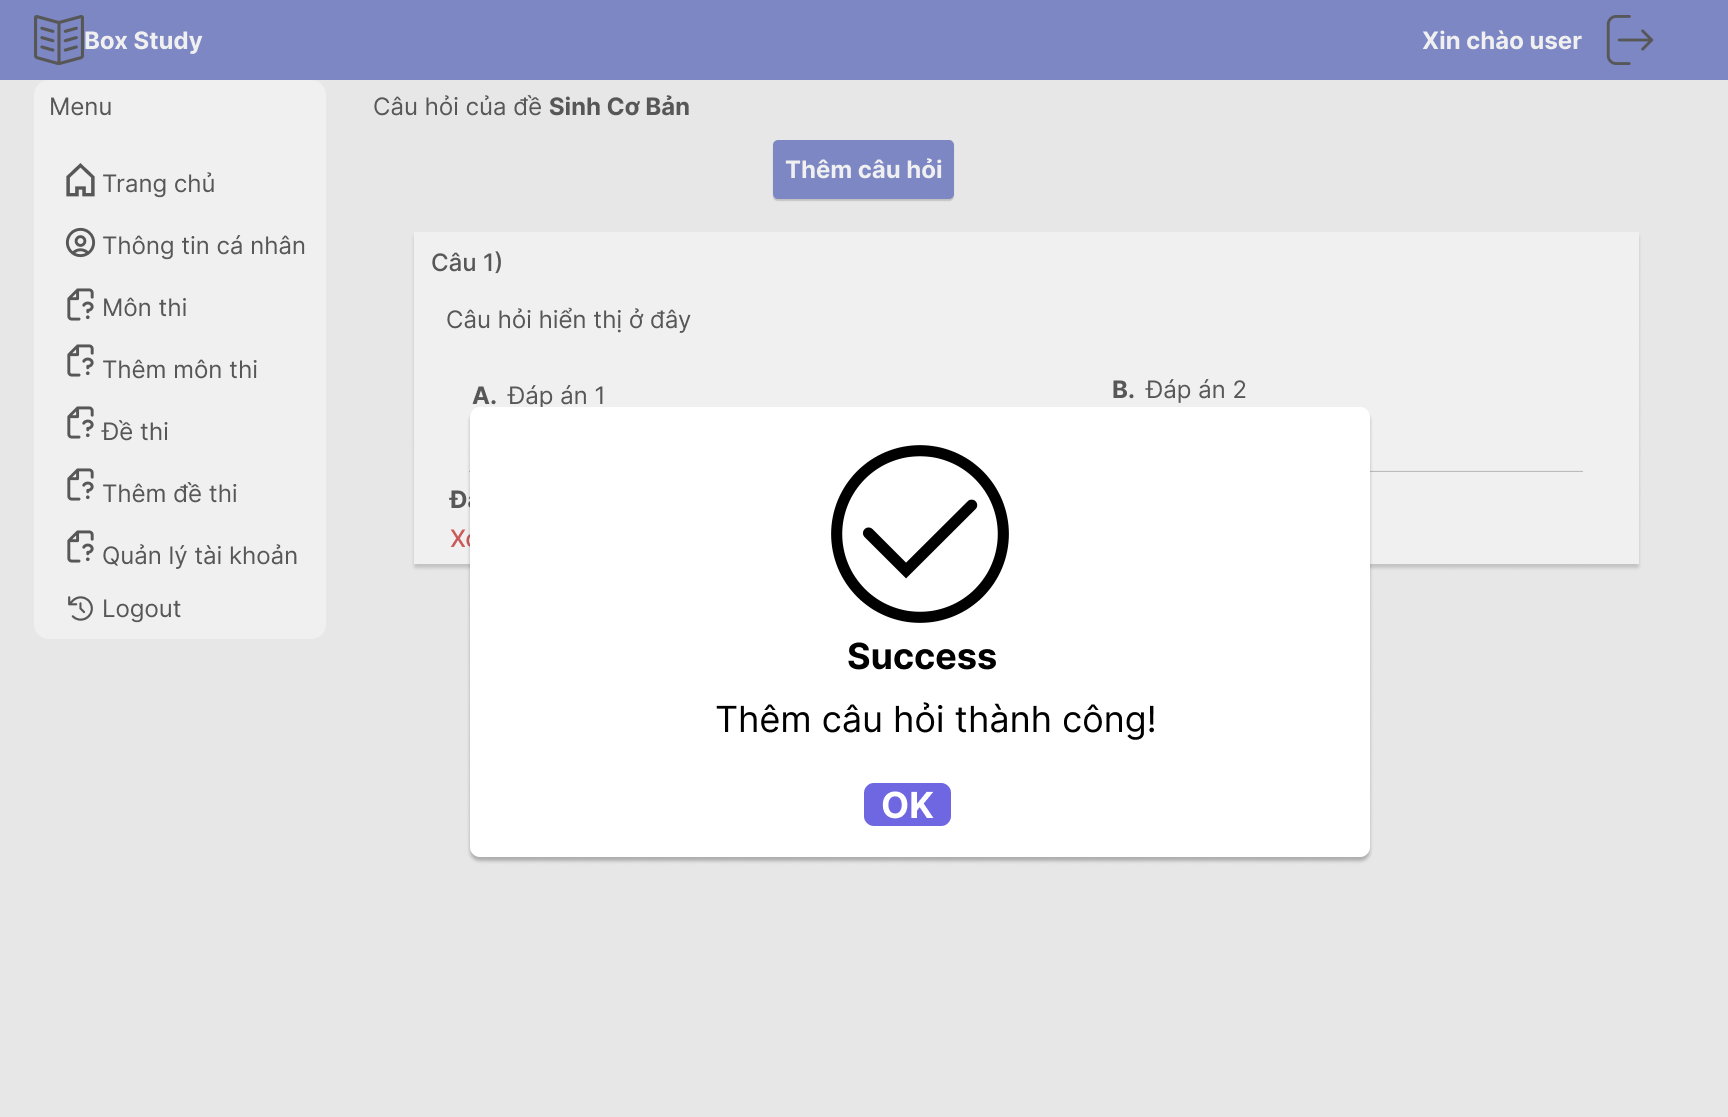 Box Study
Xin chào user
Menu
Trang chủ
Thông tin cá nhân
Môn thi
Thêm môn thi
Đề thi
Thêm đề thi
Quản lý tài khoản
Logout
Câu hỏi của đề Sinh Cơ Bản
Thêm câu hỏi
Câu 1)
Câu hỏi hiển thị ở đây
A. Đáp án 1
B. Đáp án 2
Success
Thêm câu hỏi thành công!
OK